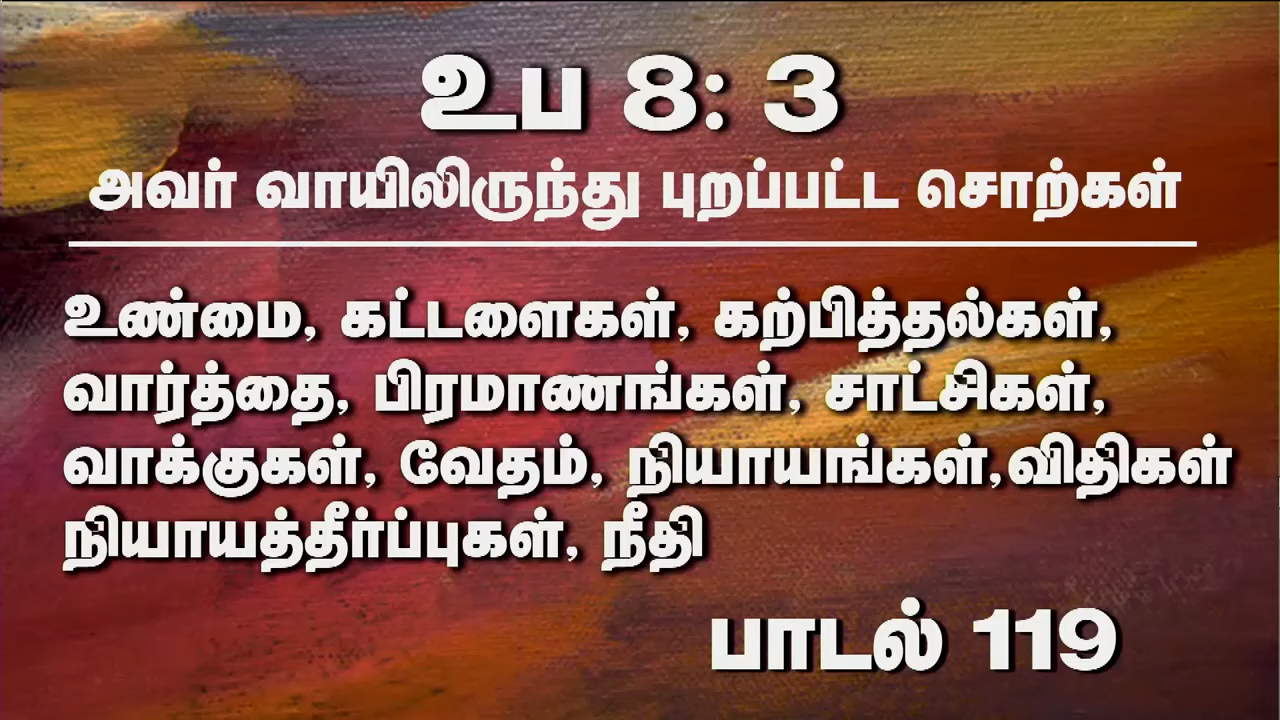 உப 8: 3
அவர் வாயிலிருந்து புறப்பட்ட சொற்கள்
உண்மை, கட்டளைகள், கற்பித்தல்கள்,
வார்த்தை, பிரமாணங்கள், சாட்சிகள்,
வாக்குகள், வேதம், நியாயங்கள்,விதிகள்
நியாயத்தீர்ப்புகள், நீதி
பாடல் 119